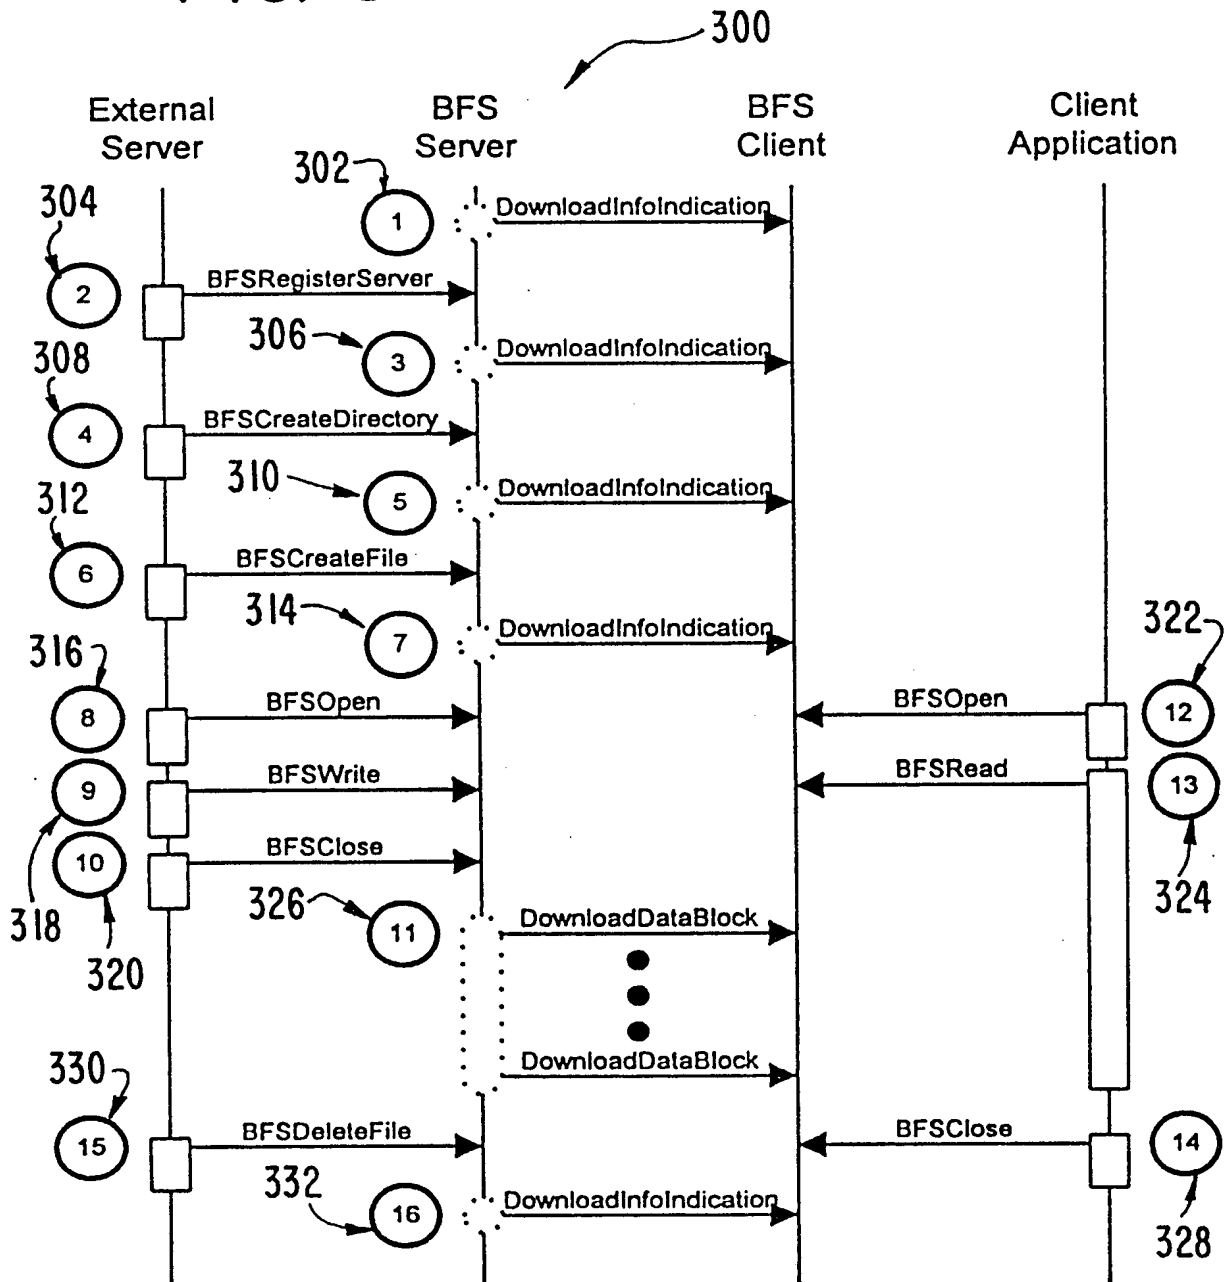 300
External Server
BFS Server
BFS Client
Client Application
302
304
1
DownloadInfoIndication
2
BFSRegisterServer
306
3
DownloadInfoIndication
308
4
BFSCreateDirectory
310
5
DownloadInfoIndication
312
6
BFSCreateFile
314
7
DownloadInfoIndication
322
316
8
BFSOpen
BFSOpen
12
9
BFSWrite
BFSRead
13
10
BFSClose
318
320
324
326
11
DownloadDataBlock
DownloadDataBlock
330
15
BFSDeleteFile
BFSClose
14
332
16
DownloadInfoIndication
328